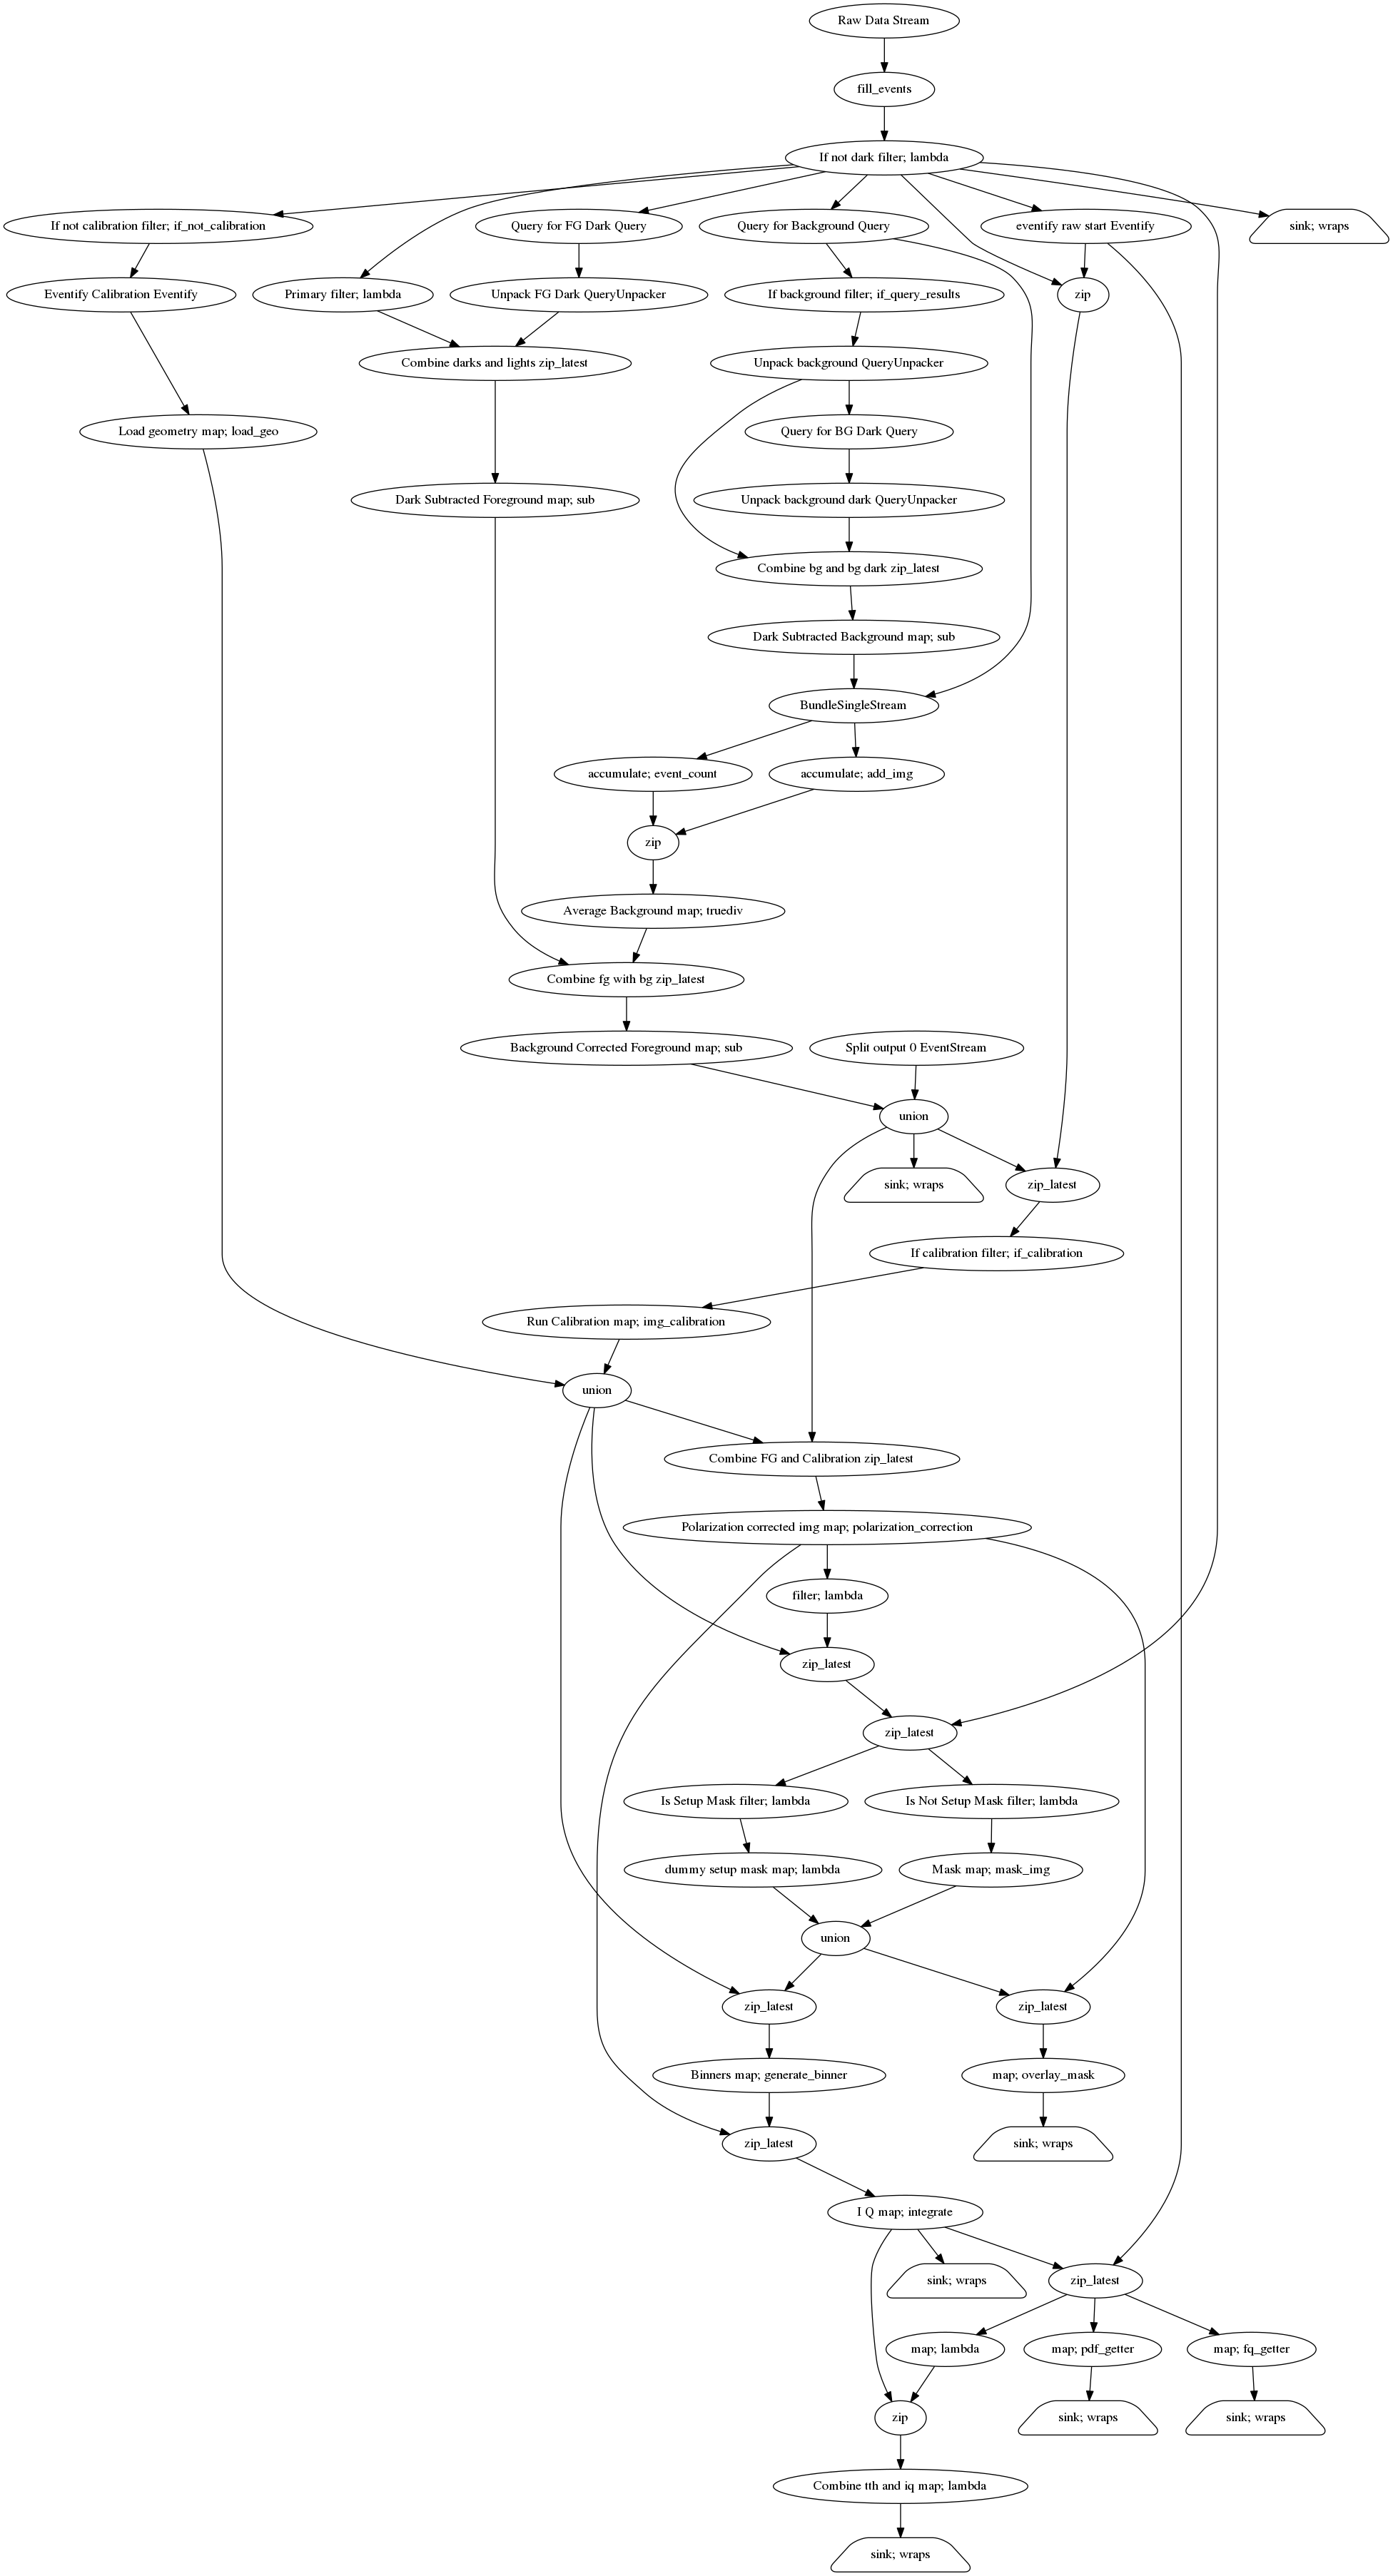 Raw Data Stream
fill_events
If not dark filter; lambda
If not calibration filter; if_not_calibration
Query for FG Dark Query
Query for Background Query
eventify raw start Eventify
sink; wraps
Eventify Calibration Eventify
Primary filter; lambda
Unpack FG Dark QueryUnpacker
If background filter; if_query_results
zip
Combine darks and lights zip_latest
Unpack background QueryUnpacker
Load geometry map; load_geo
Query for BG Dark Query
Dark Subtracted Foreground map; sub
Unpack background dark QueryUnpacker
Combine bg and bg dark zip_latest
Dark Subtracted Background map; sub
BundleSingleStream
accumulate; event_count
accumulate; add_img
zip
Average Background map; truediv
Combine fg with bg zip_latest
Background Corrected Foreground map; sub
Split output 0 EventStream
union
sink; wraps
zip_latest
If calibration filter; if_calibration
Run Calibration map; img_calibration
union
Combine FG and Calibration zip_latest
Polarization corrected img map; polarization_correction
filter; lambda
zip_latest
zip_latest
Is Setup Mask filter; lambda
Is Not Setup Mask filter; lambda
dummy setup mask map; lambda
Mask map; mask_img
union
zip_latest
zip_latest
Binners map; generate_binner
map; overlay_mask
zip_latest
sink; wraps
I Q map; integrate
sink; wraps
zip_latest
map; lambda
map; pdf_getter
map; fq_getter
zip
sink; wraps
sink; wraps
Combine tth and iq map; lambda
sink; wraps